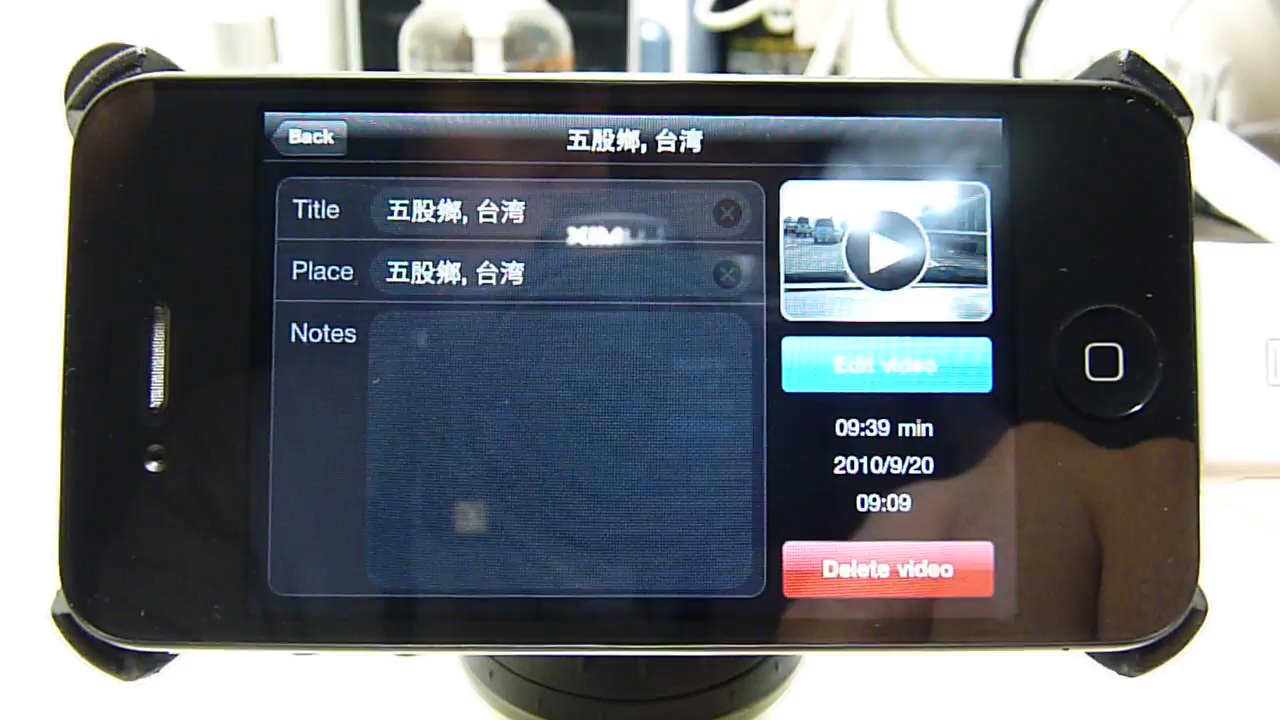 Back
五股鄉, 台湾
Title
五股鄉, 台湾
Place
五股鄉, 台湾
Notes
Edit video
09:39 min
2010/9/20
09:09
Delete video